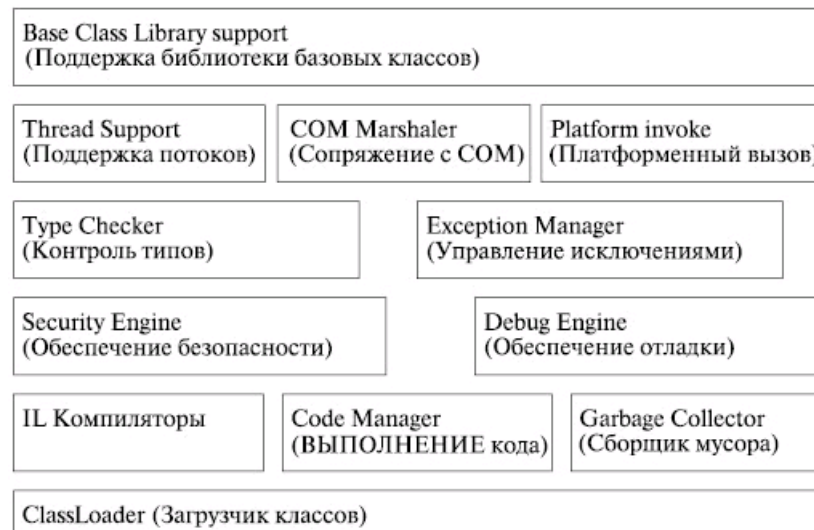 Base Class Library support
(Поддержка библиотеки базовых классов)
Thread Support
(Поддержка потоков)
COM Marshaler
(Сопряжение с COM)
Platform invoke
(Платформенный вызов)
Type Checker
(Контроль типов)
Exception Manager
(Управление исключениями)
Security Engine
(Обеспечение безопасности)
Debug Engine
(Обеспечение отладки)
IL Компиляторы
Code Manager
(ВЫПОЛНЕНИЕ кода)
Garbage Collector
(Сборщик мусора)
ClassLoader (Загрузчик классов)